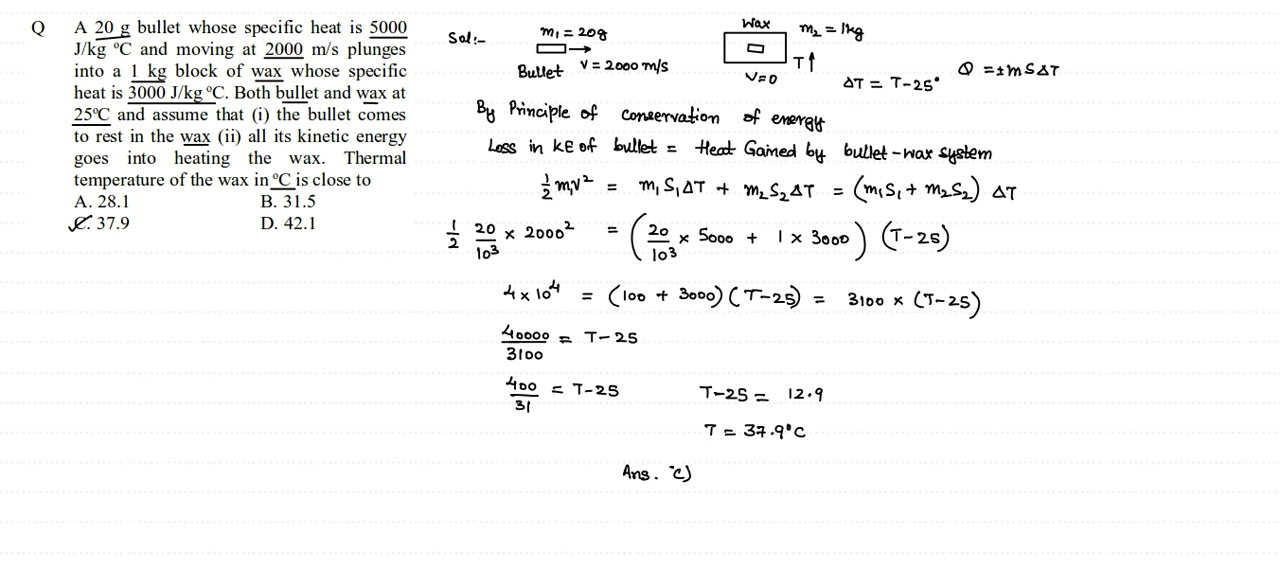 Q A 20 g bullet whose specific heat is 5000
J/kg °C and moving at 2000 m/s plunges
into a 1 kg block of wax whose specific
heat is 3000 J/kg °C. Both bullet and wax at
25°C and assume that (i) the bullet comes
to rest in the wax (ii) all its kinetic energy
goes into heating the wax. Thermal
temperature of the wax in °C is close to
A. 28.1 B. 31.5
C. 37.9 D. 42.1
Sol:-
m₁ = 20g
Bullet V = 2000 m/s
Wax m₂ = 1kg
T↑
V=0
ΔT = T-25°
Q = ±mSΔT
By Principle of conservation of energy
Loss in KE of bullet = Heat Gained by bullet-wax system
½ m₁V² = m₁S₁ΔT + m₂S₂ΔT = (m₁S₁ + m₂S₂) ΔT
1/2 20/10³ × 2000² = (20/10³ × 5000 + 1 × 3000) (T-25)
4×10⁴ = (100 + 3000)(T-25) = 3100 × (T-25)
40000/3100 = T-25
400/31 = T-25 T-25 = 12.9
T = 37.9°C
Ans. C)